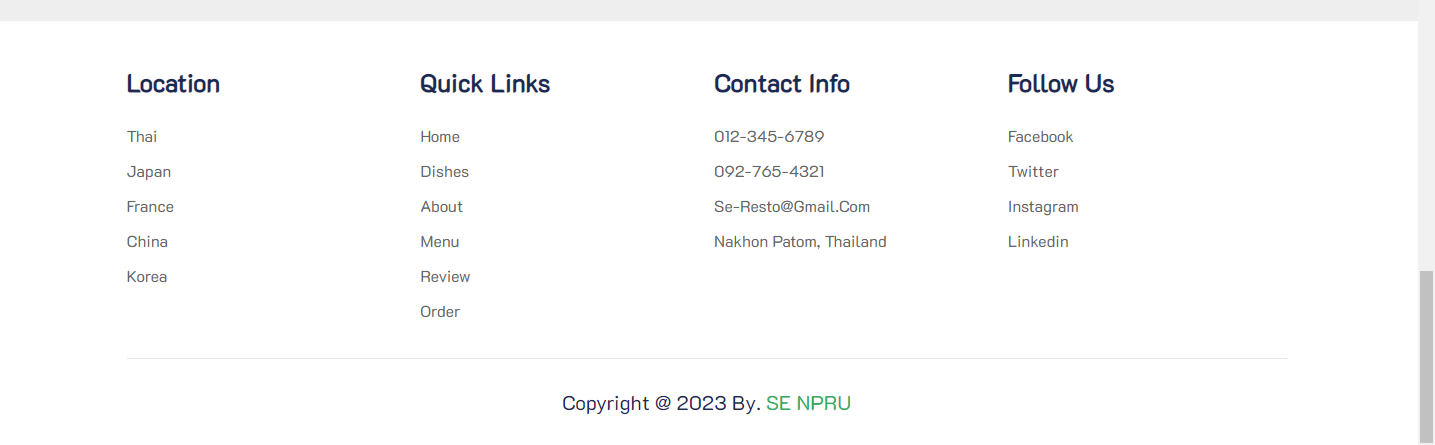 Location
Thai
Japan
France
China
Korea
Quick Links
Home
Dishes
About
Menu
Review
Order
Contact Info
012-345-6789
092-765-4321
Se-Resto@Gmail.Com
Nakhon Patom, Thailand
Follow Us
Facebook
Twitter
Instagram
Linkedin
Copyright @ 2023 By. SE NPRU